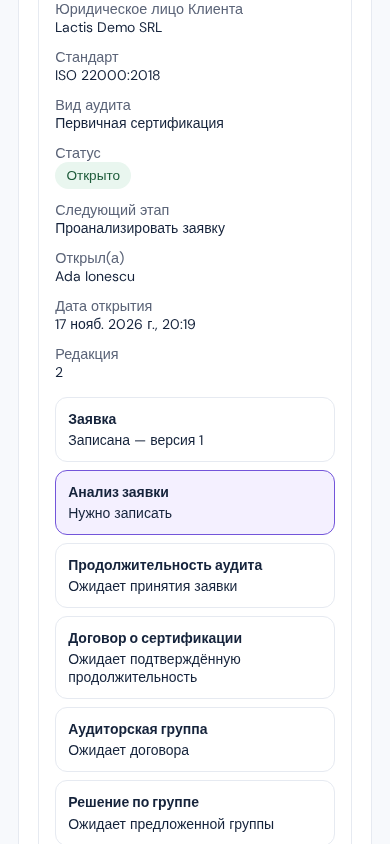 Юридическое лицо Клиента
Lactis Demo SRL
Стандарт
ISO 22000:2018
Вид аудита
Первичная сертификация
Статус
Открыто
Следующий этап
Проанализировать заявку
Открыл(а)
Ada Ionescu
Дата открытия
17 нояб. 2026 г., 20:19
Редакция
2
Заявка
Записана — версия 1
Анализ заявки
Нужно записать
Продолжительность аудита
Ожидает принятия заявки
Договор о сертификации
Ожидает подтверждённую
продолжительность
Аудиторская группа
Ожидает договора
Решение по группе
Ожидает предложенной группы